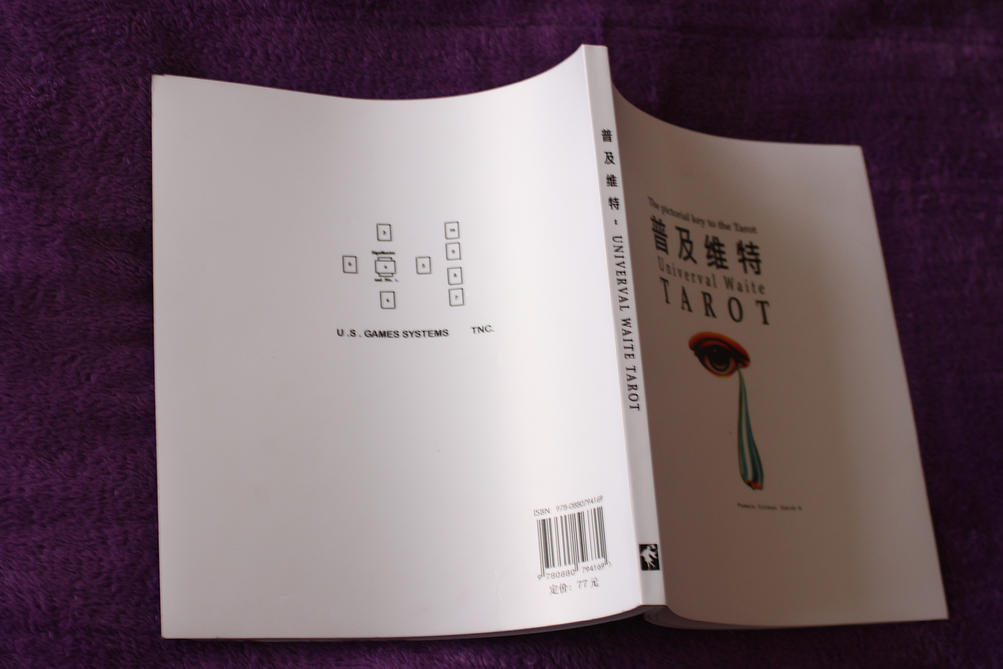 U.S. GAMES SYSTEMS TNC.
ISBN 978-0880794169
9 780880 794169
定价: 77 元
普及维特 · UNIVERVAL WAITE TAROT
The pictorial key to the Tarot
普及维特
Univerval Waite
TAROT